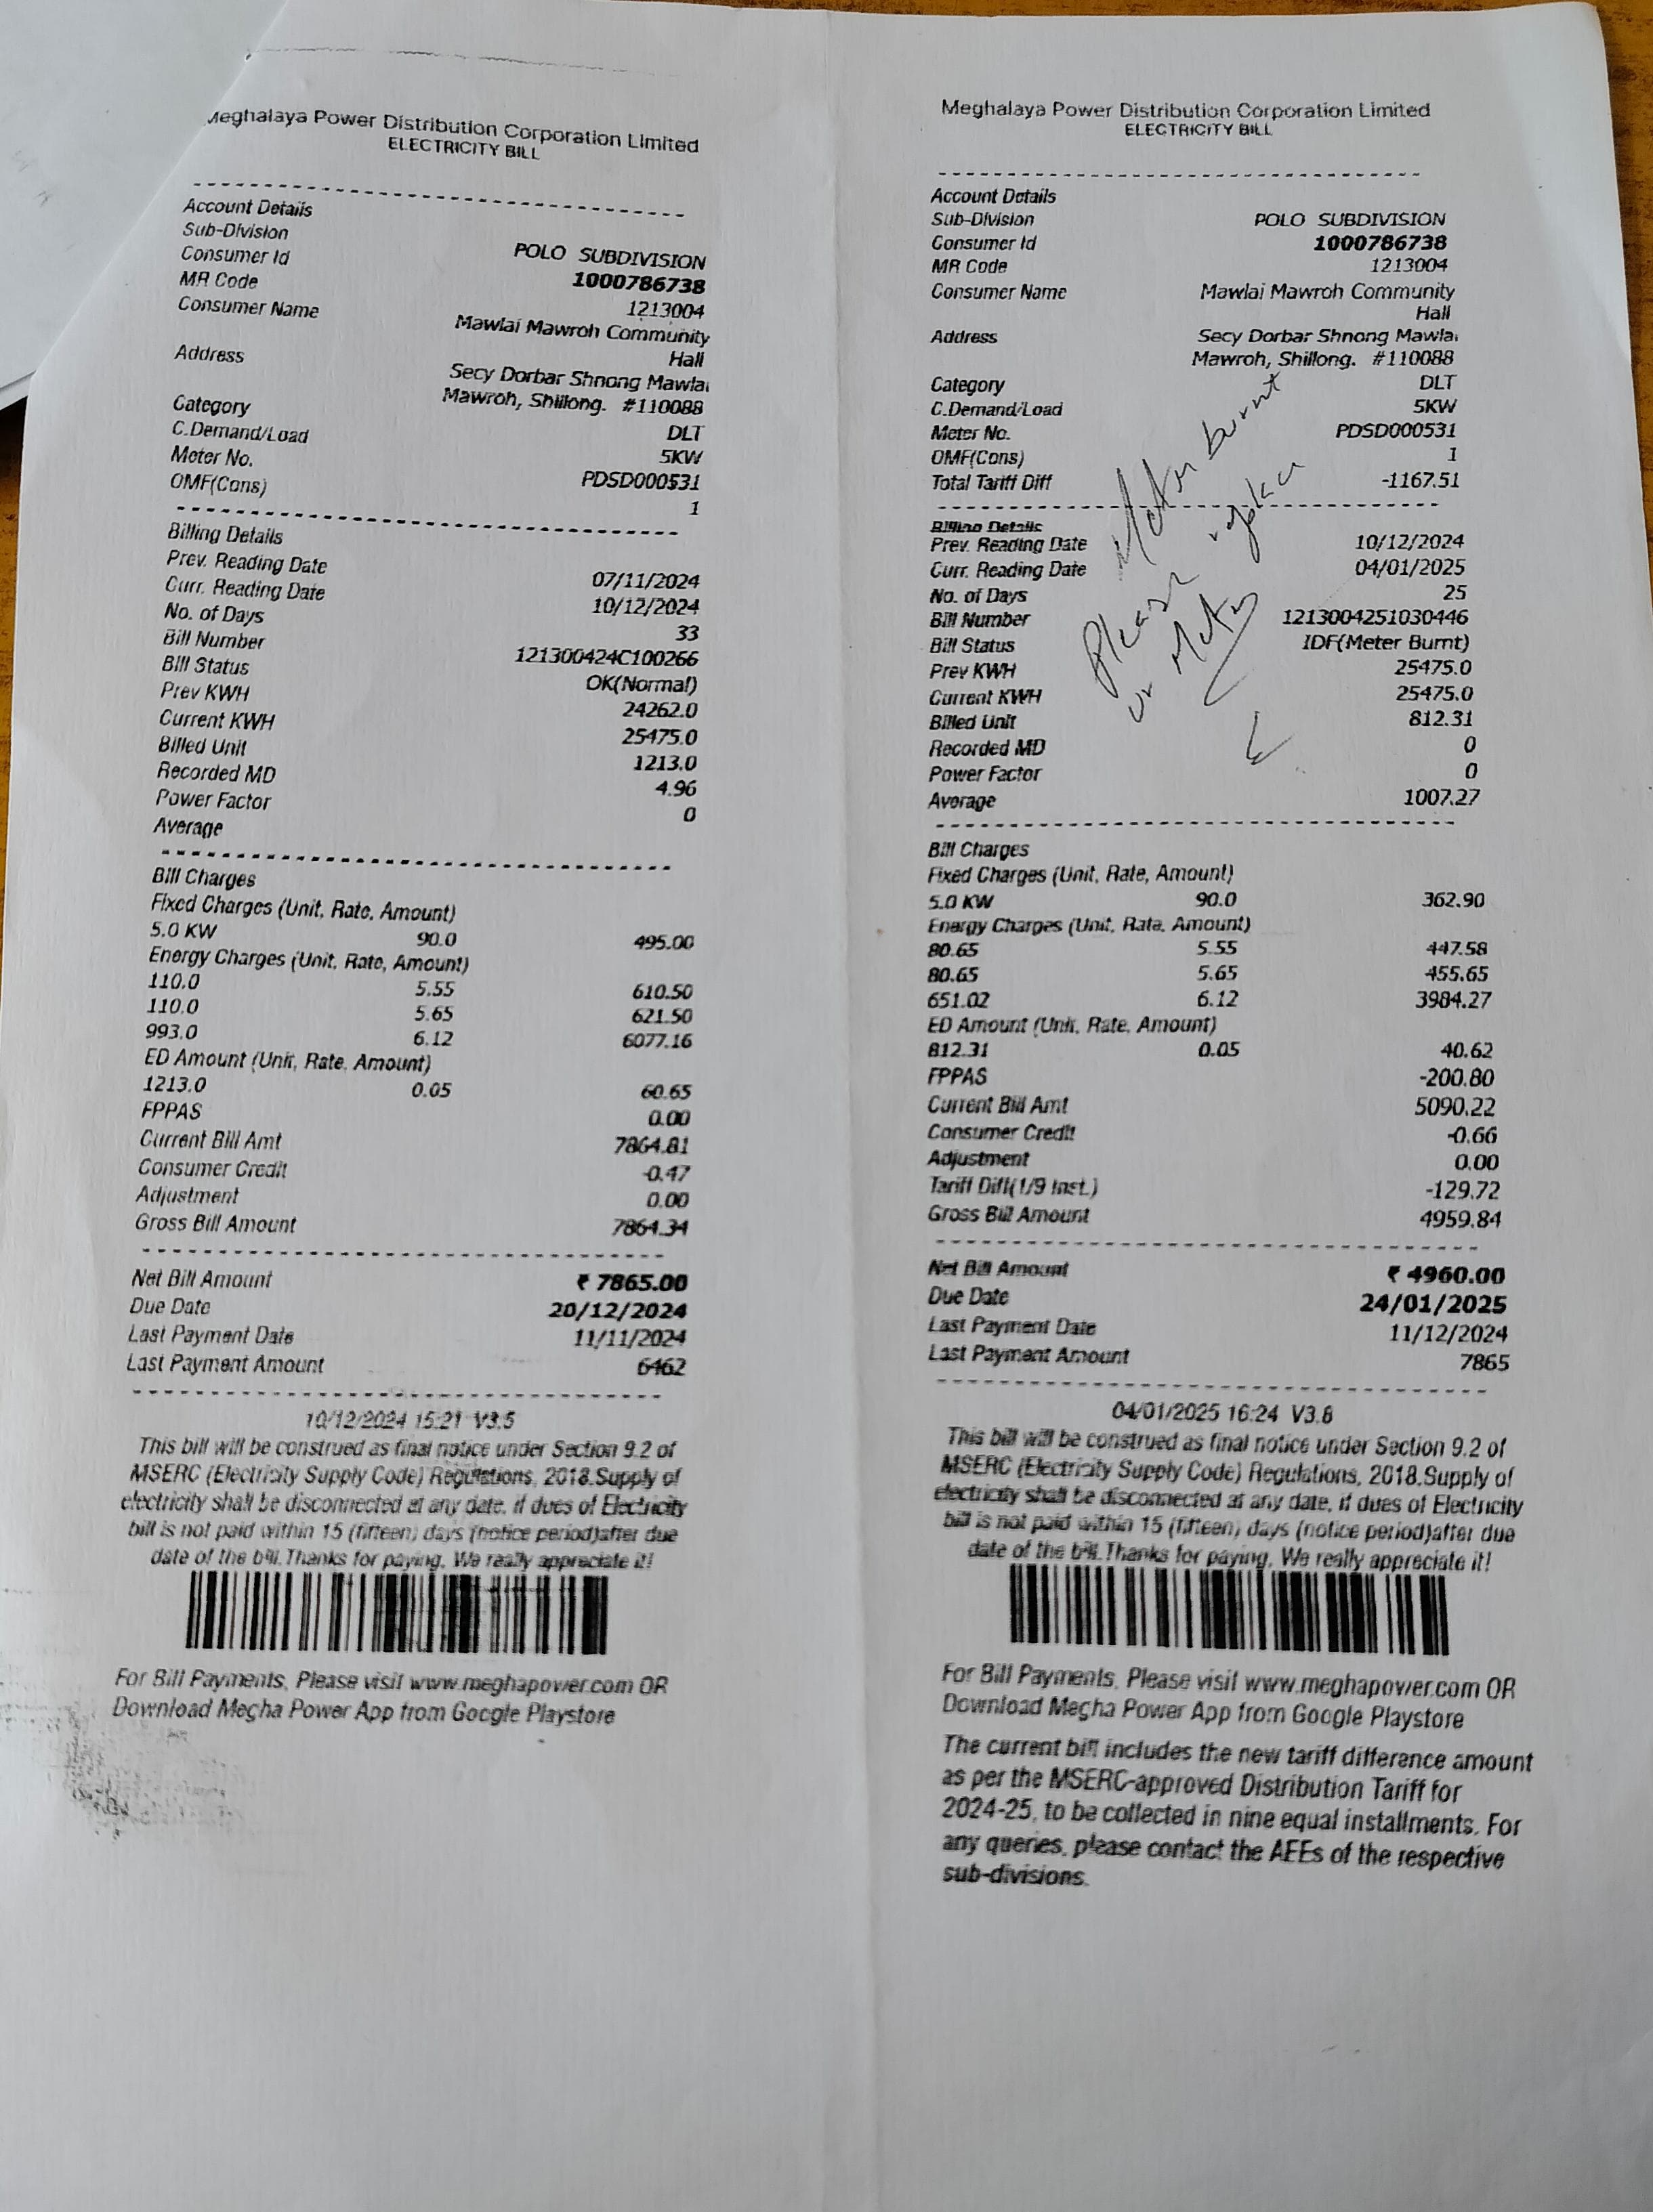 Meghalaya Power Distribution Corporation Limited
ELECTRICITY BILL
Account Details
Sub-Division POLO SUBDIVISION
Consumer Id 1000786738
MR Code 1213004
Consumer Name Mawlai Mawroh Community
Hall
Address Secy Dorbar Shnong Mawlai
Mawroh, Shillong. #110088
Category DLT
C.Demand/Load 5KW
Meter No. PDSD000531
OMF(Cons) 1
Billing Details
Prev. Reading Date 07/11/2024
Curr. Reading Date 10/12/2024
No. of Days 33
Bill Number 121300424C100266
Bill Status OK(Normal)
Prev KWH 24262.0
Current KWH 25475.0
Billed Unit 1213.0
Recorded MD 4.96
Power Factor 0
Average
Bill Charges
Fixed Charges (Unit, Rate, Amount)
5.0 KW 90.0 495.00
Energy Charges (Unit, Rate, Amount)
110.0 5.55 610.50
110.0 5.65 621.50
993.0 6.12 6077.16
ED Amount (Unit, Rate, Amount)
1213.0 0.05 60.65
FPPAS 0.00
Current Bill Amt 7864.81
Consumer Credit -0.47
Adjustment 0.00
Gross Bill Amount 7864.34
Net Bill Amount ₹ 7865.00
Due Date 20/12/2024
Last Payment Date 11/11/2024
Last Payment Amount 6462
10/12/2024 15:21 V3.5
This bill will be construed as final notice under Section 9.2 of
MSERC (Electricity Supply Code) Regulations, 2018.Supply of
electricity shall be disconnected at any date, if dues of Electricity
bill is not paid within 15 (fifteen) days (notice period)after due
date of the bill.Thanks for paying, We really appreciate it!
For Bill Payments, Please visit www.meghapower.com OR
Download Megha Power App from Google Playstore
Meghalaya Power Distribution Corporation Limited
ELECTRICITY BILL
Account Details
Sub-Division POLO SUBDIVISION
Consumer Id 1000786738
MR Code 1213004
Consumer Name Mawlai Mawroh Community
Hall
Address Secy Dorbar Shnong Mawlai
Mawroh, Shillong. #110088
Category DLT
C.Demand/Load 5KW
Meter No. PDSD000531
OMF(Cons) 1
Total Tariff Diff -1167.51
Billing Details
Prev. Reading Date 10/12/2024
Curr. Reading Date 04/01/2025
No. of Days 25
Bill Number 1213004251030446
Bill Status IDF(Meter Burnt)
Prev KWH 25475.0
Current KWH 25475.0
Billed Unit 812.31
Recorded MD 0
Power Factor 0
Average 1007.27
Meter burnt
Please
Meter
Bill Charges
Fixed Charges (Unit, Rate, Amount)
5.0 KW 90.0 362.90
Energy Charges (Unit, Rate, Amount)
80.65 5.55 447.58
80.65 5.65 455.65
651.02 6.12 3984.27
ED Amount (Unit, Rate, Amount)
812.31 0.05 40.62
FPPAS -200.80
Current Bill Amt 5090.22
Consumer Credit -0.66
Adjustment 0.00
Tariff Diff(1/9 Inst.) -129.72
Gross Bill Amount 4959.84
Net Bill Amount ₹ 4960.00
Due Date 24/01/2025
Last Payment Date 11/12/2024
Last Payment Amount 7865
04/01/2025 16:24 V3.8
This bill will be construed as final notice under Section 9.2 of
MSERC (Electricity Supply Code) Regulations, 2018.Supply of
electricity shall be disconnected at any date, if dues of Electricity
bill is not paid within 15 (fifteen) days (notice period)after due
date of the bill.Thanks for paying, We really appreciate it!
For Bill Payments, Please visit www.meghapower.com OR
Download Megha Power App from Google Playstore
The current bill includes the new tariff difference amount
as per the MSERC-approved Distribution Tariff for
2024-25, to be collected in nine equal installments. For
any queries, please contact the AEEs of the respective
sub-divisions.